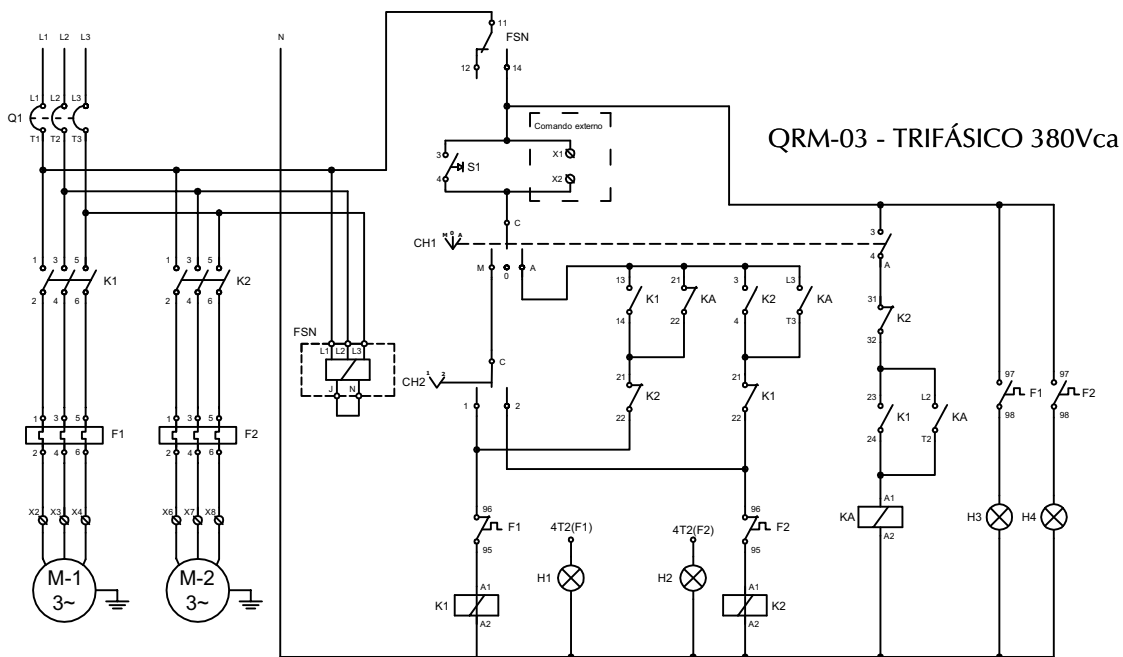 L1 L2 L3 N 11
FSN
12 14
L1 L2 L3
Q1
T1 T2 T3
Comando externo
QRM-03 - TRIFÁSICO 380Vca
3 X1
S1
4 X2
C
CH1 M 0 A
3
4
A
M 0 A
1 3 5 K1
2 4 6
1 3 5 K2
2 4 6
13 K1 21 KA 3 K2 L3 KA
14 22 4 T3
31 K2
32
FSN
L1 L2 L3
J N
C
CH2 1 2
1 2
21 K2
22
21 K1
22
23 K1 L2 KA
24 T2
97 F1
98
97 F2
98
1 3 5 F1
2 4 6
1 3 5 F2
2 4 6
X2 X3 X4 X6 X7 X8
96 F1
95
4T2(F1) 4T2(F2)
96 F2
95
A1
KA
A2
H3 H4
M-1
3~
M-2
3~
H1 H2
A1
K1
A2
A1
K2
A2